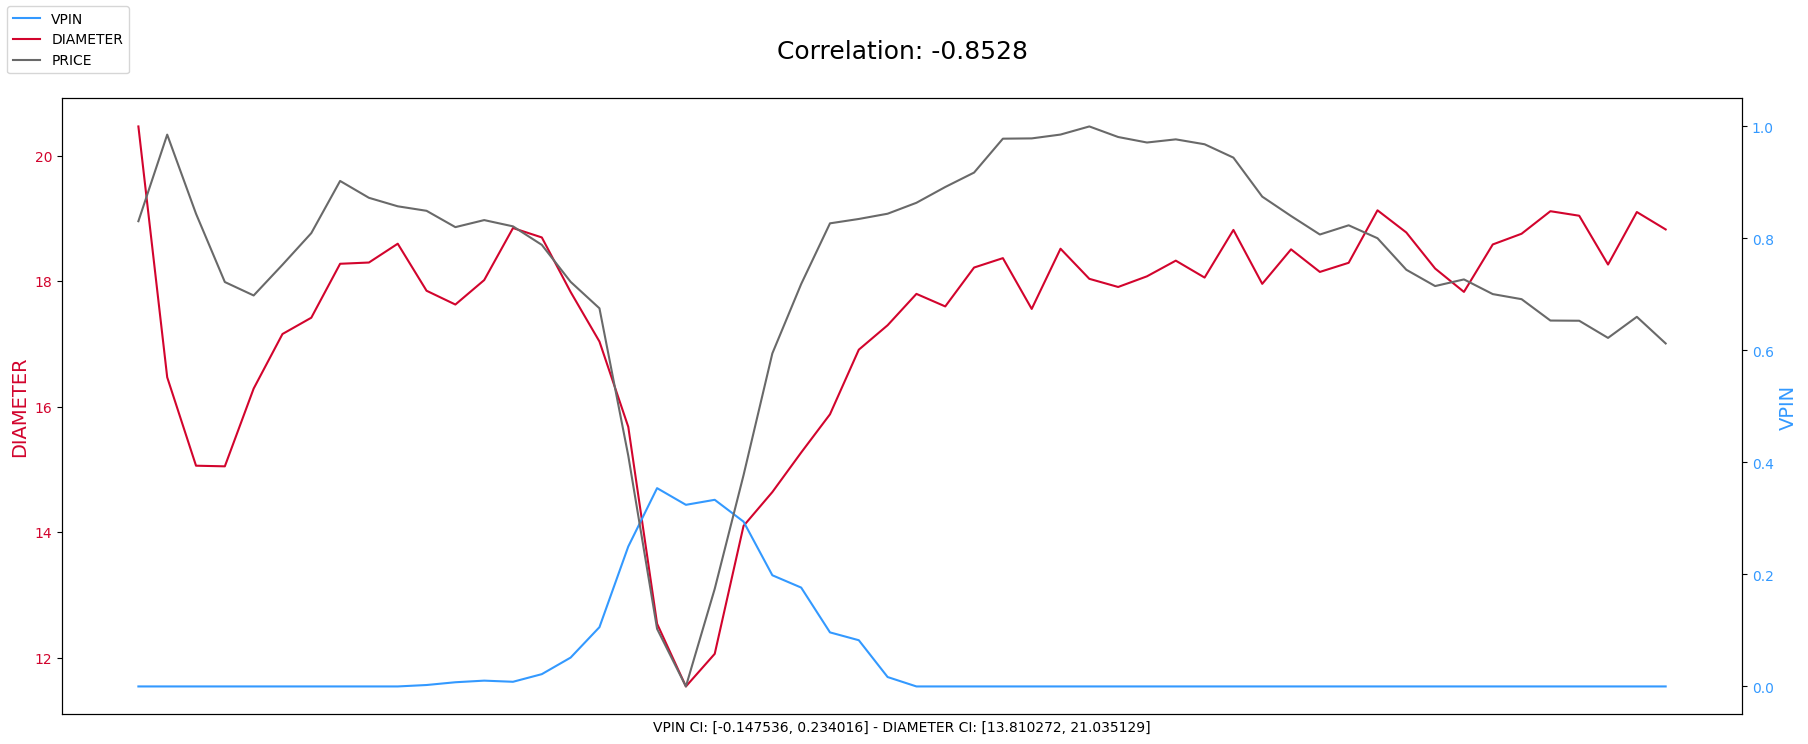 VPIN
DIAMETER
PRICE
Correlation: -0.8528
20
18
16
14
12
DIAMETER
1.0
0.8
0.6
0.4
0.2
0.0
VPIN
VPIN CI: [-0.147536, 0.234016] - DIAMETER CI: [13.810272, 21.035129]